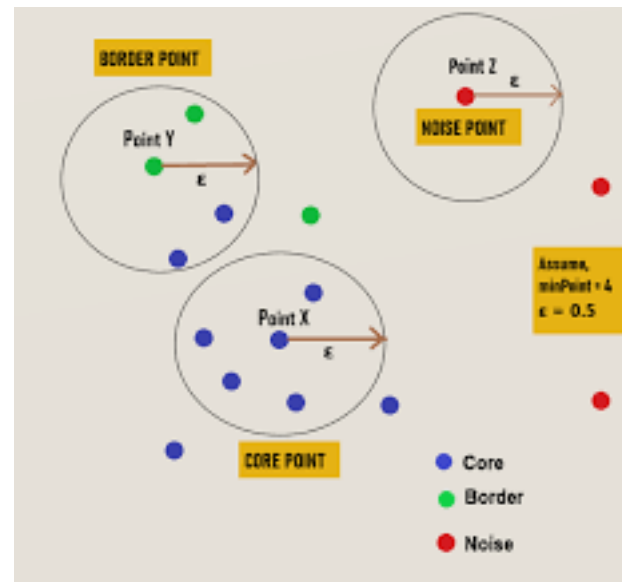 BORDER POINT
Point Z
ε
NOISE POINT
Point Y
ε
Assume,
minPoint = 4
ε = 0.5
Point X
ε
CORE POINT
Core
Border
Noise